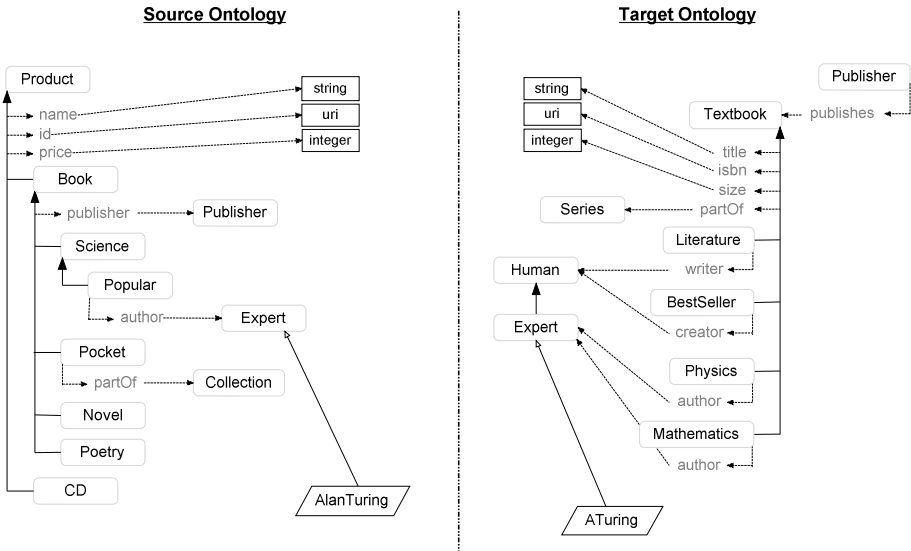 Source Ontology
Product
name
id
price
string
uri
integer
Book
publisher
Publisher
Science
Popular
author
Expert
Pocket
partOf
Collection
Novel
Poetry
CD
AlanTuring
Target Ontology
Publisher
publishes
Textbook
string
uri
integer
title
isbn
size
partOf
Series
Literature
writer
Human
BestSeller
creator
Expert
Physics
author
Mathematics
author
ATuring